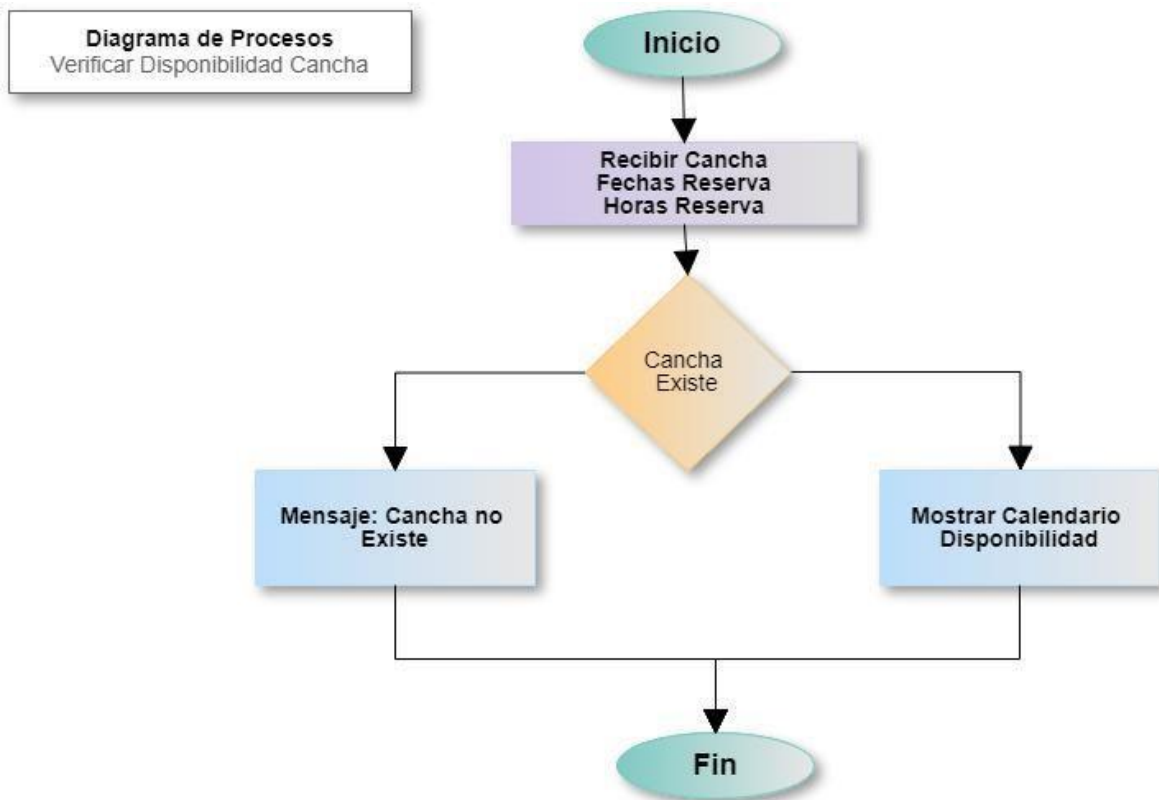 Diagrama de Procesos
Verificar Disponibilidad Cancha
Inicio
Recibir Cancha
Fechas Reserva
Horas Reserva
Cancha
Existe
Mensaje: Cancha no
Existe
Mostrar Calendario
Disponibilidad
Fin